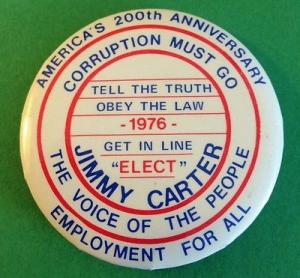 AMERICA'S 200th ANNIVERSARY
CORRUPTION MUST GO
TELL THE TRUTH
OBEY THE LAW
- 1976 -
GET IN LINE
"ELECT"
JIMMY CARTER
THE VOICE OF THE PEOPLE
EMPLOYMENT FOR ALL